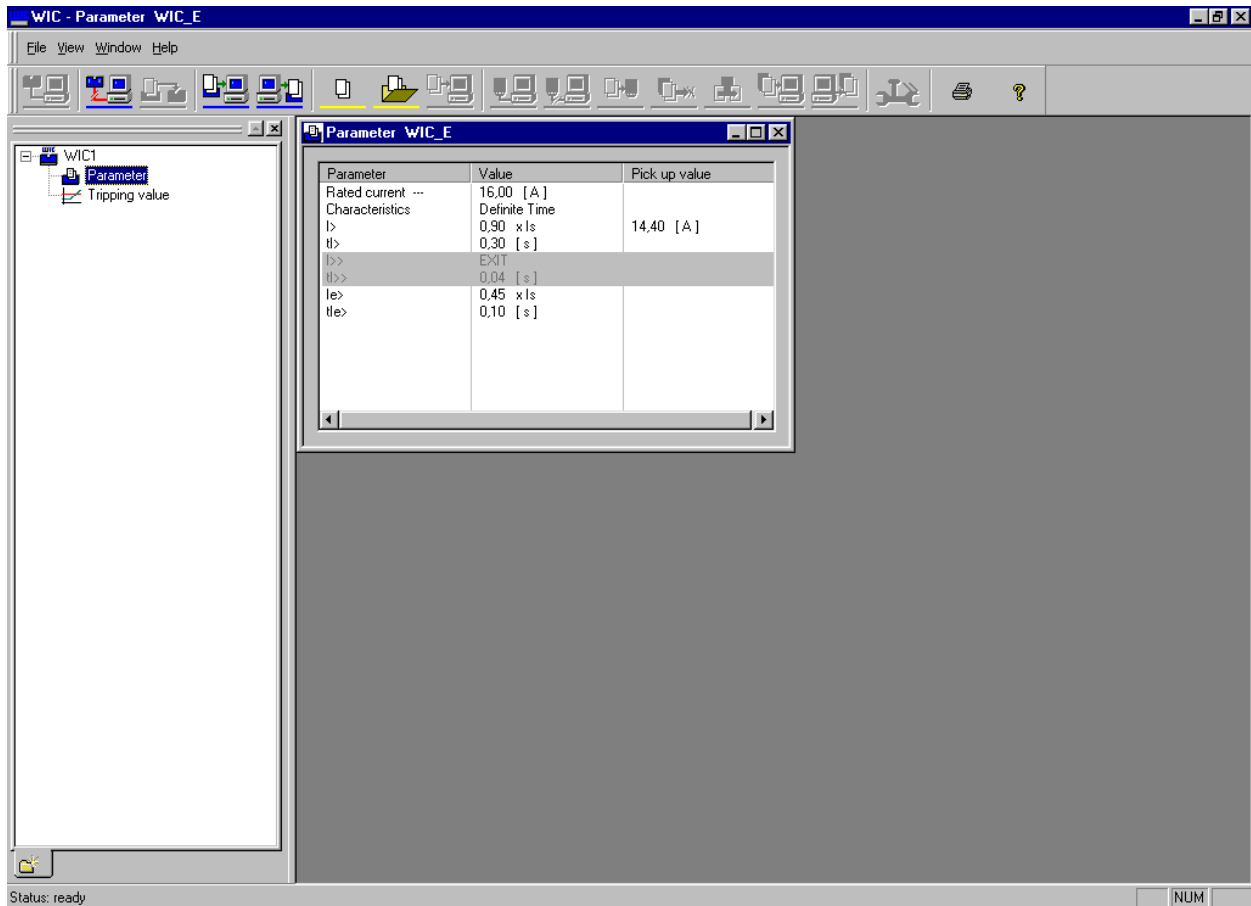 WIC - Parameter WIC_E
File View Window Help
WIC1
Parameter
Tripping value
Parameter WIC_E
Parameter Value Pick up value
Rated current --- 16,00 [ A ]
Characteristics Definite Time
I> 0,90 x Is 14,40 [ A ]
tI> 0,30 [ s ]
I>> EXIT
tI>> 0,04 [ s ]
Ie> 0,45 x Is
tIe> 0,10 [ s ]
Status: ready NUM